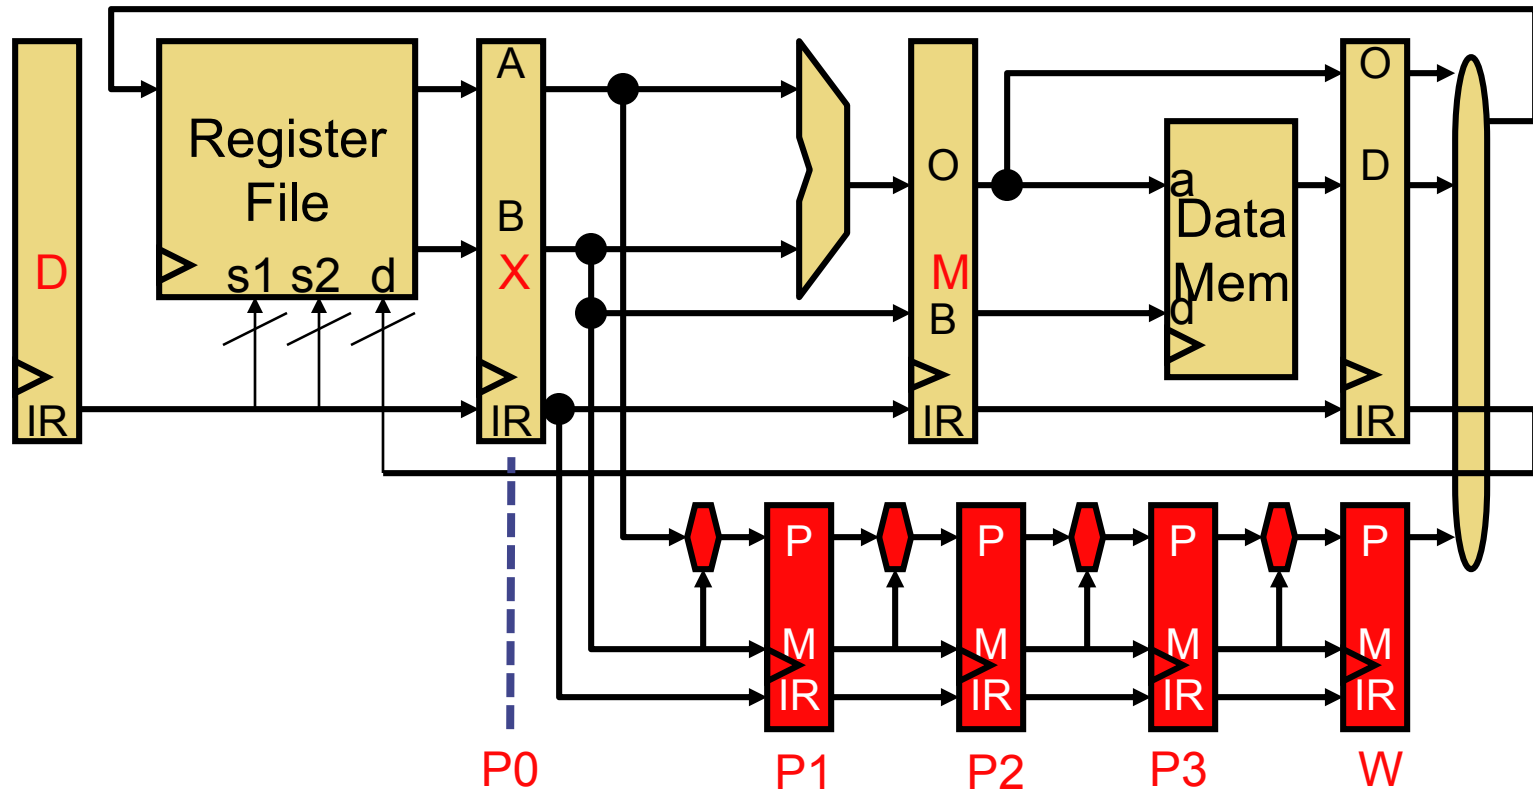 D
IR
Register
File
s1 s2 d
A
B
X
IR
O
M
B
IR
a
Data
Mem
d
O
D
IR
P
M
IR
P
M
IR
P
M
IR
P
M
IR
P0
P1
P2
P3
W